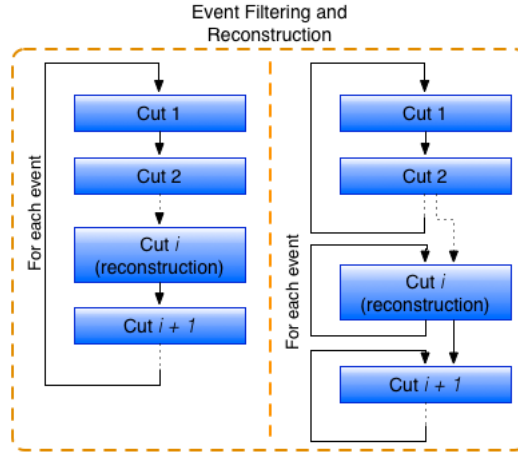 Event Filtering and
Reconstruction
For each event
Cut 1
Cut 2
Cut i
(reconstruction)
Cut i + 1
For each event
Cut 1
Cut 2
Cut i
(reconstruction)
Cut i + 1